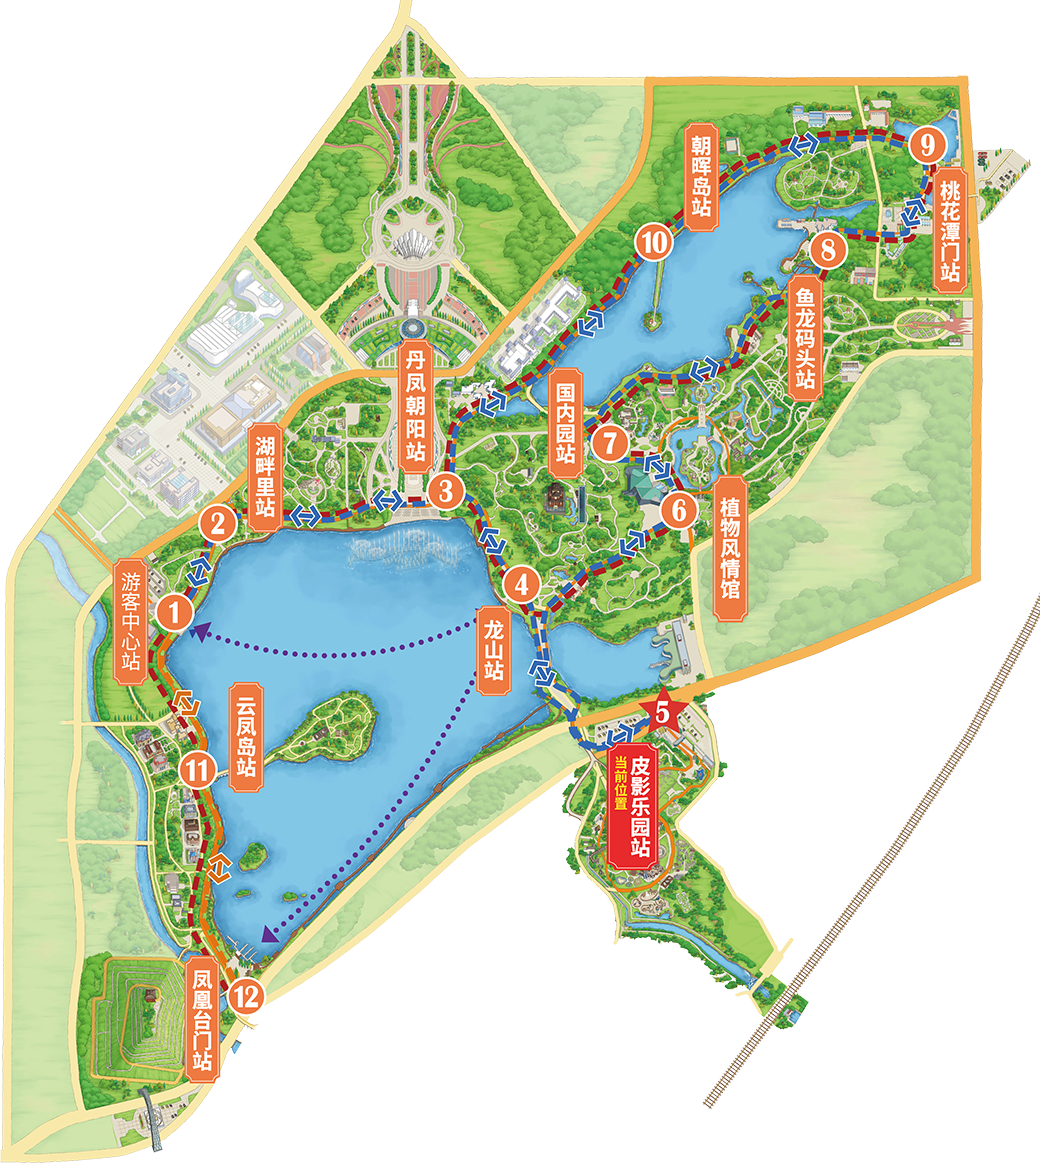 9
朝晖岛站
桃花潭门站
10
8
鱼龙码头站
丹凤朝阳站
国内园站
7
湖畔里站
3
2
6
植物风情馆
游客中心站
1
4
龙山站
5
皮影乐园站
当前位置
云凤岛站
11
凤凰台门站
12